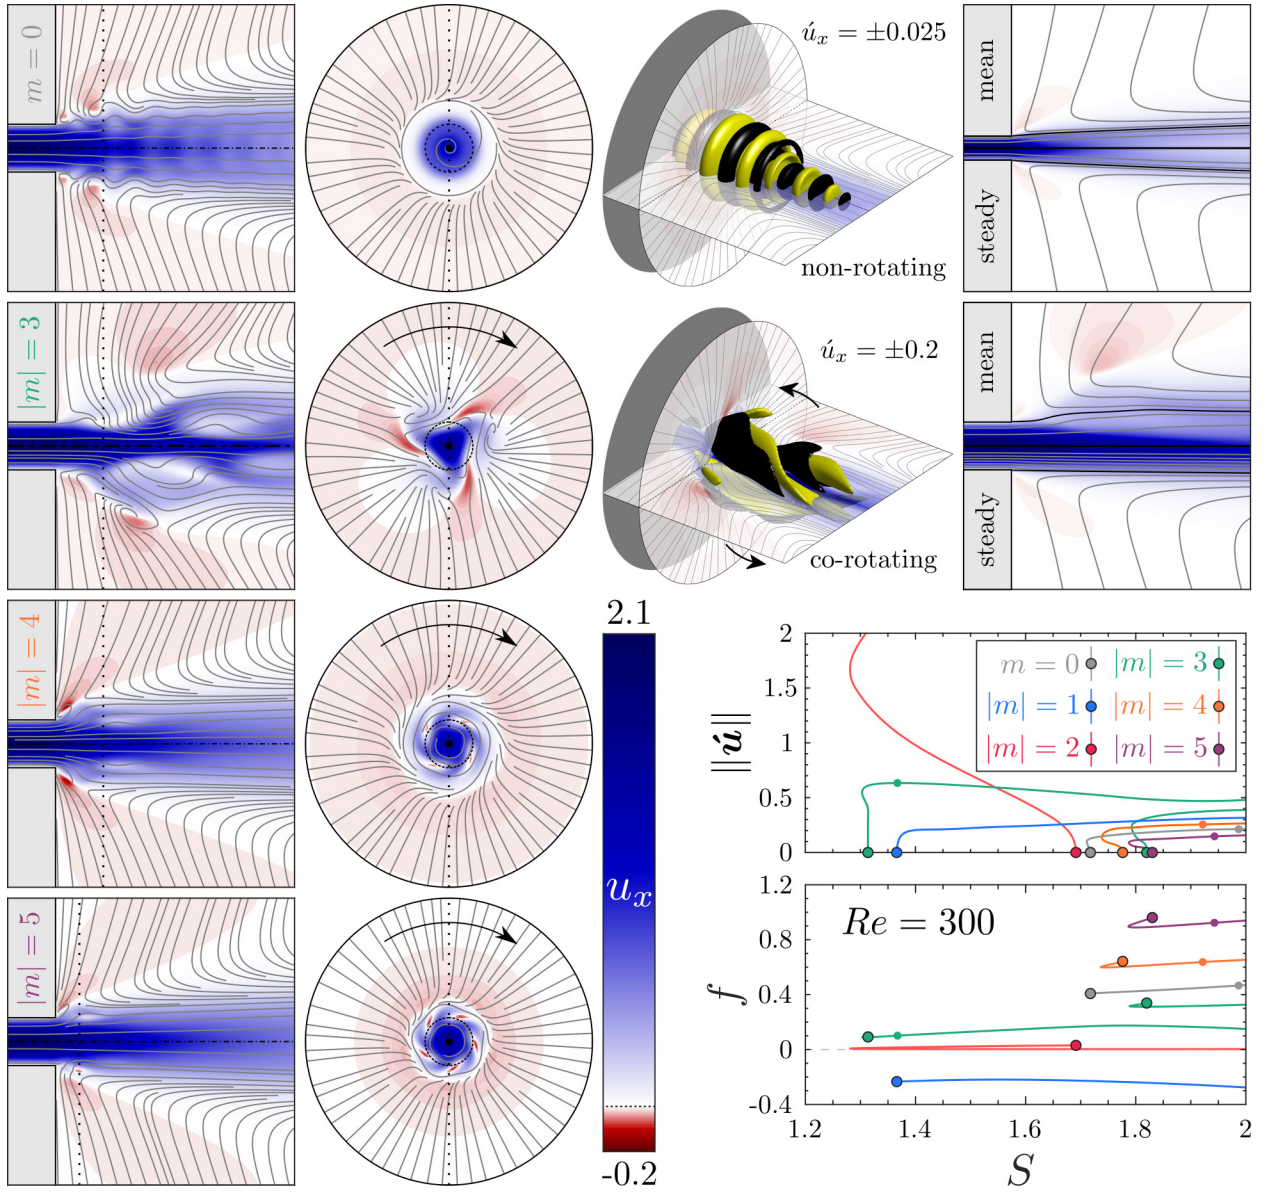 m = 0
ú_x = ±0.025
non-rotating
mean
steady
|m| = 3
ú_x = ±0.2
co-rotating
mean
steady
|m| = 4
2.1
u_x
-0.2
|m| = 5
2
1.5
1
0.5
0
||ú||
m = 0 |m| = 3
|m| = 1 |m| = 4
|m| = 2 |m| = 5
1.2
0.8
0.4
0
-0.4
f
Re = 300
1.2 1.4 1.6 1.8 2
S